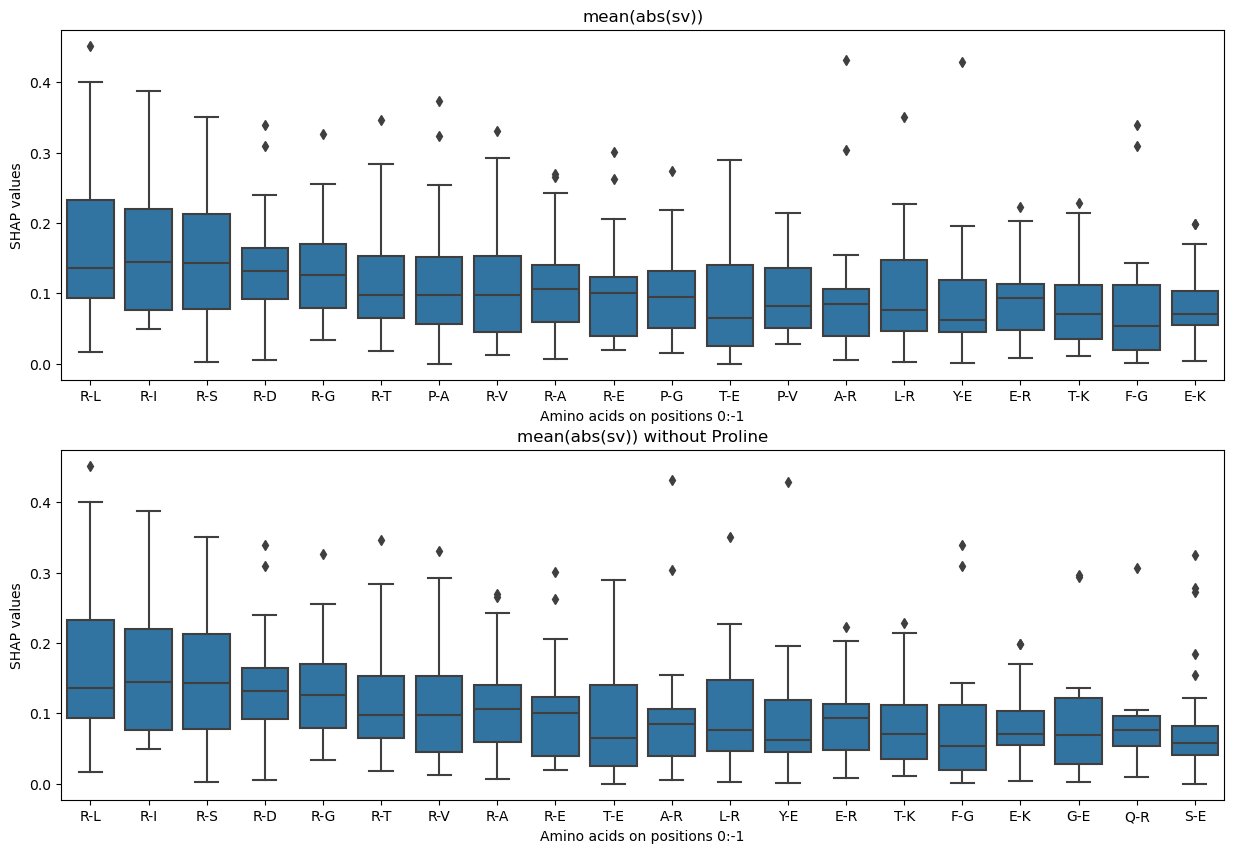 mean(abs(sv))
SHAP values
0.4
0.3
0.2
0.1
0.0
R-L R-I R-S R-D R-G R-T P-A R-V R-A R-E P-G T-E P-V A-R L-R Y-E E-R T-K F-G E-K
Amino acids on positions 0:-1
mean(abs(sv)) without Proline
SHAP values
0.4
0.3
0.2
0.1
0.0
R-L R-I R-S R-D R-G R-T R-V R-A R-E T-E A-R L-R Y-E E-R T-K F-G E-K G-E Q-R S-E
Amino acids on positions 0:-1